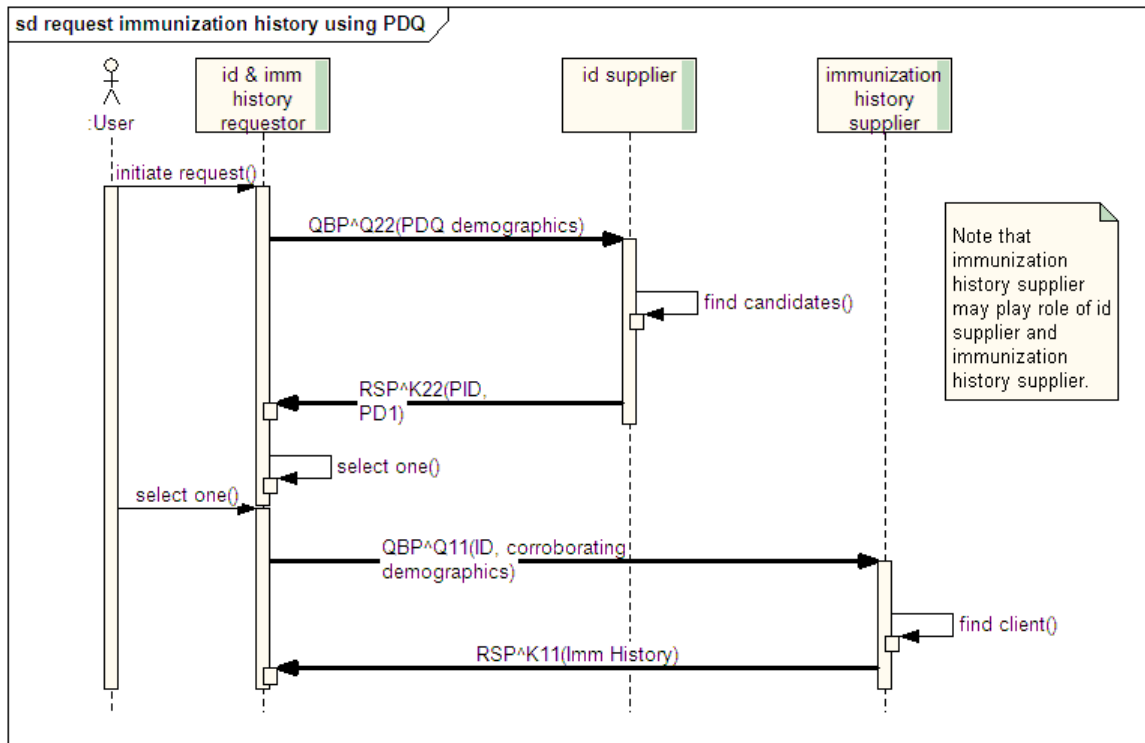 sd request immunization history using PDQ
:User
id & imm
history
requestor
id supplier
immunization
history
supplier
initiate request()
QBP^Q22(PDQ demographics)
Note that
immunization
history supplier
may play role of id
supplier and
immunization
history supplier.
find candidates()
RSP^K22(PID,
PD1)
select one()
select one()
QBP^Q11(ID, corroborating
demographics)
find client()
RSP^K11(Imm History)